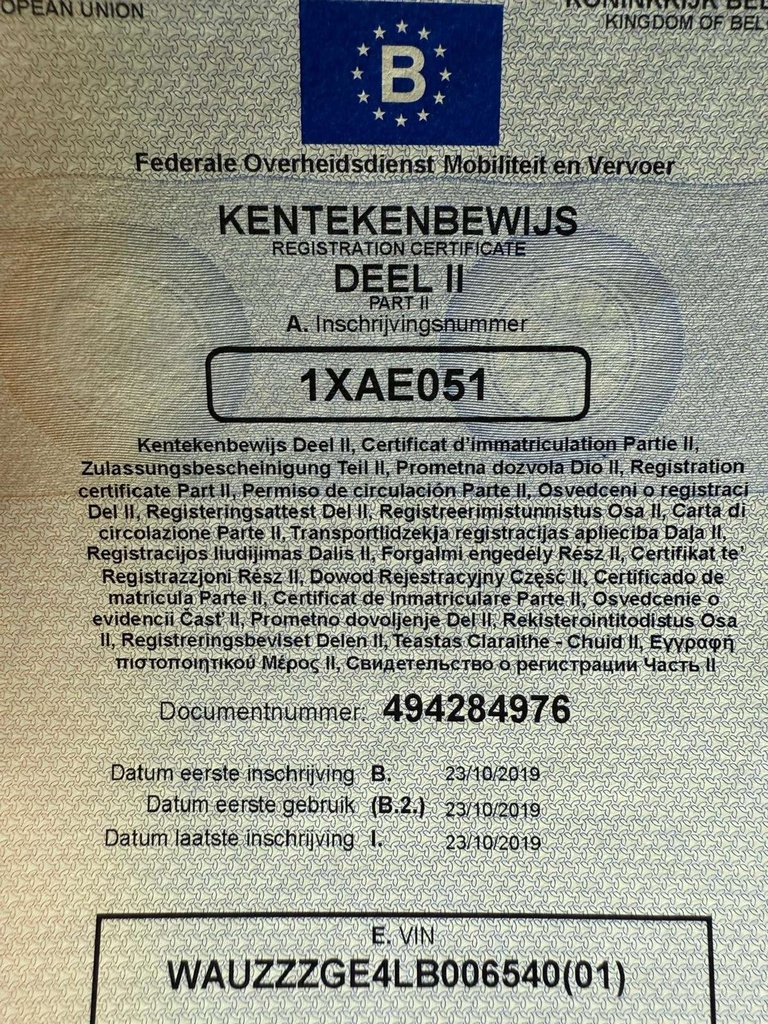 OPEAN UNION
KONINKRIJK BEL
KINGDOM OF BEL
B
Federale Overheidsdienst Mobiliteit en Vervoer
KENTEKENBEWIJS
REGISTRATION CERTIFICATE
DEEL II
PART II
A. Inschrijvingsnummer
1XAE051
Kentekenbewijs Deel II, Certificat d'immatriculation Partie II,
Zulassungsbescheinigung Teil II, Prometna dozvola Dio II, Registration
certificate Part II, Permiso de circulación Parte II, Osvedceni o registraci
Del II, Registeringsattest Del II, Registreerimistunnistus Osa II, Carta di
circolazione Parte II, Transportlidzekja registracijas aplieciba Daļa II,
Registracijos liudijimas Dalis II, Forgalmi engedély Rész II, Certifikat te'
Registrazzjoni Rész II, Dowod Rejestracyjny Część II, Certificado de
matricula Parte II, Certificat de Inmatriculare Parte II, Osvedcenie o
evidencii Čast' II, Prometno dovoljenje Del II, Rekisterointitodistus Osa
II, Registreringsbevlset Delen II, Teastas Claraithe - Chuid II, Εγγραφή
πιστοποιητικού Μέρος II, Свидетельство о регистрации Часть II
Documentnummer: 494284976
Datum eerste inschrijving B. 23/10/2019
Datum eerste gebruik (B.2.) 23/10/2019
Datum laatste inschrijving I. 23/10/2019
E. VIN
WAUZZZGE4LB006540(01)